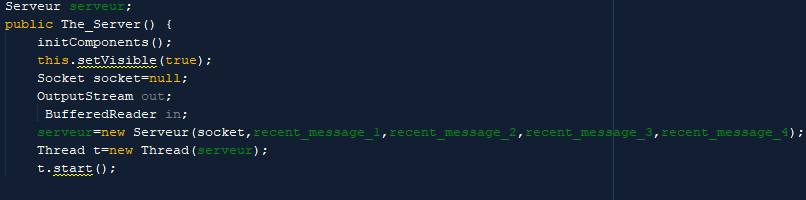 Serveur serveur;
public The_Server() {
initComponents();
this.setVisible(true);
Socket socket=null;
OutputStream out;
BufferedReader in;
serveur=new Serveur(socket,recent_message_1,recent_message_2,recent_message_3,recent_message_4);
Thread t=new Thread(serveur);
t.start();